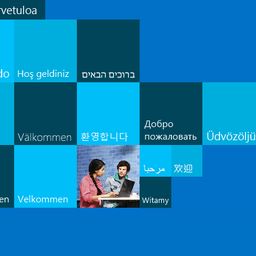 rvetuloa
do
Hoş geldiniz
ברוכים הבאים
Välkommen
환영합니다
Добро
пожаловать
Üdvözöljü
en
Velkommen
مرحبا
欢迎
Witamy